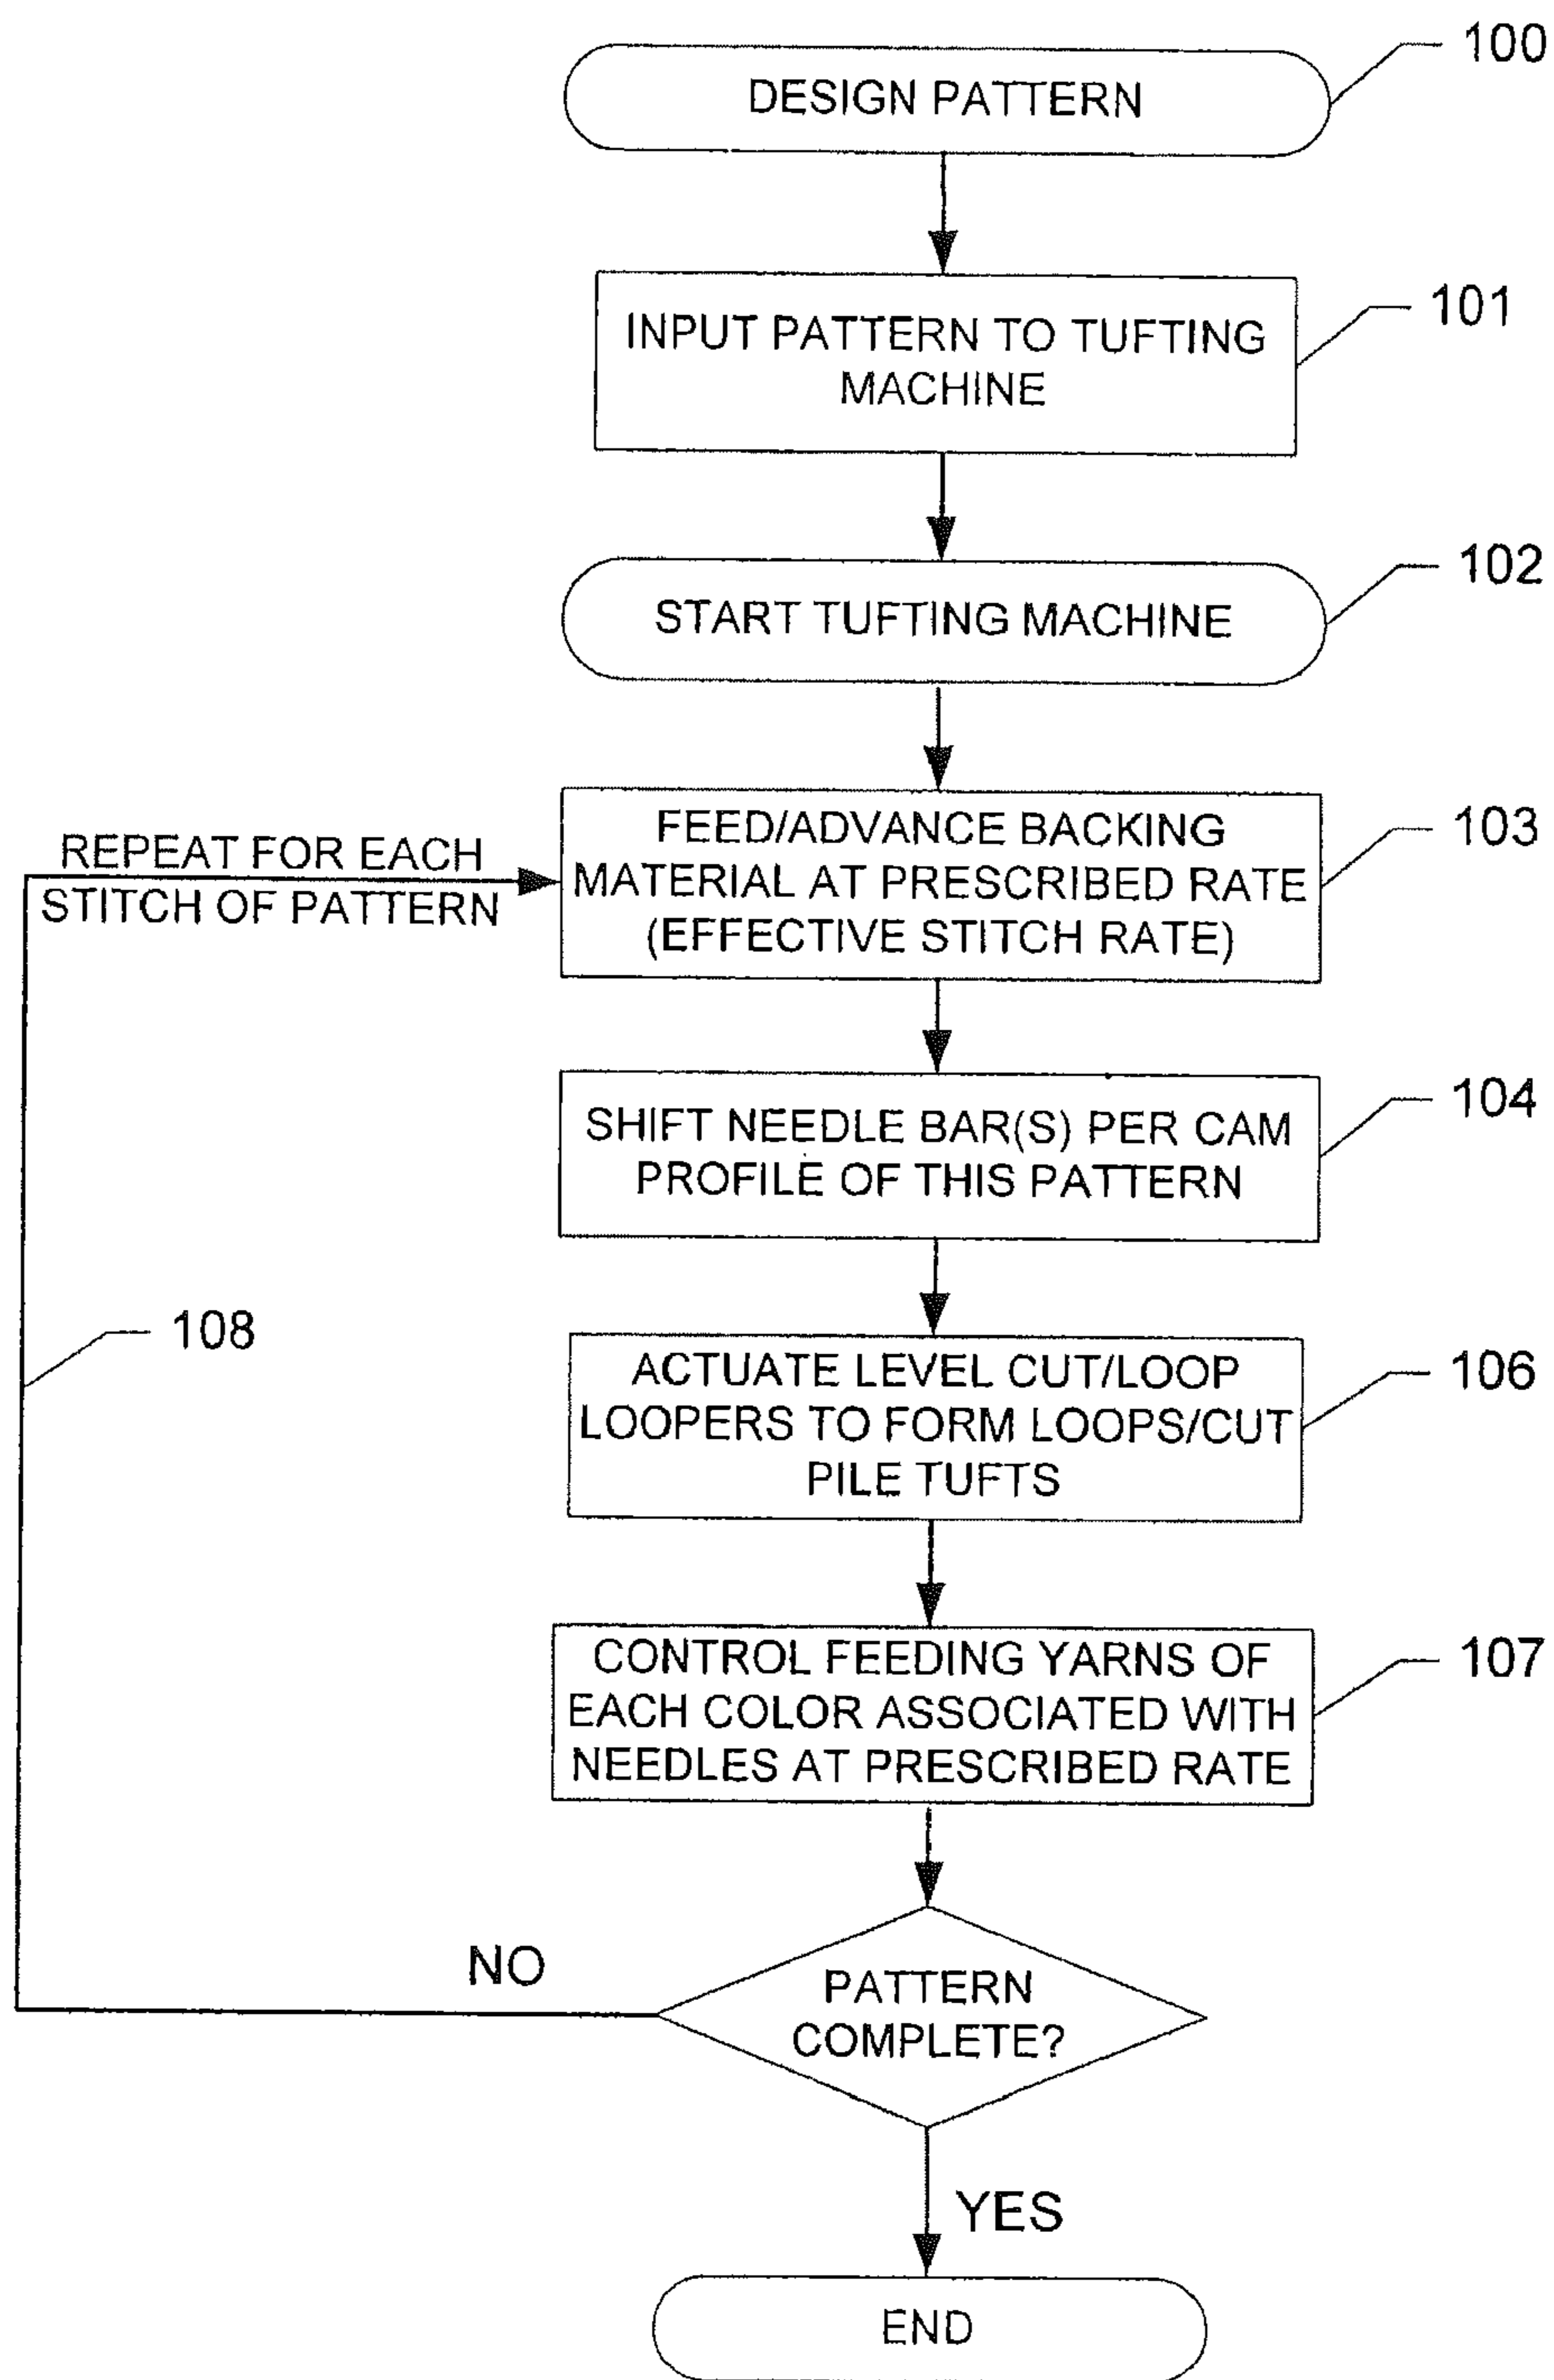 100
DESIGN PATTERN
101
INPUT PATTERN TO TUFTING
MACHINE
102
START TUFTING MACHINE
103
FEED/ADVANCE BACKING
MATERIAL AT PRESCRIBED RATE
(EFFECTIVE STITCH RATE)
REPEAT FOR EACH
STITCH OF PATTERN
104
SHIFT NEEDLE BAR(S) PER CAM
PROFILE OF THIS PATTERN
108
106
ACTUATE LEVEL CUT/LOOP
LOOPERS TO FORM LOOPS/CUT
PILE TUFTS
107
CONTROL FEEDING YARNS OF
EACH COLOR ASSOCIATED WITH
NEEDLES AT PRESCRIBED RATE
NO
PATTERN
COMPLETE?
YES
END